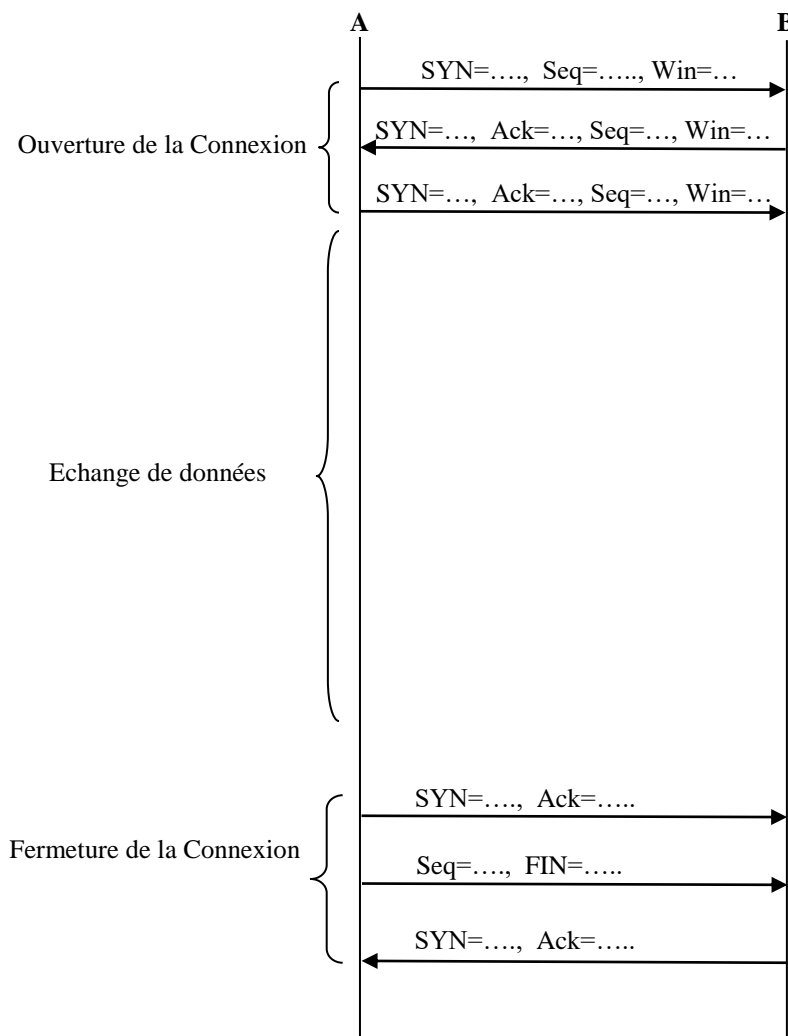 A B
SYN=…., Seq=….., Win=…
Ouverture de la Connexion
SYN=…, Ack=…, Seq=…, Win=…
SYN=…, Ack=…, Seq=…, Win=…
Echange de données
SYN=…., Ack=…..
Fermeture de la Connexion
Seq=…., FIN=…..
SYN=…., Ack=…..